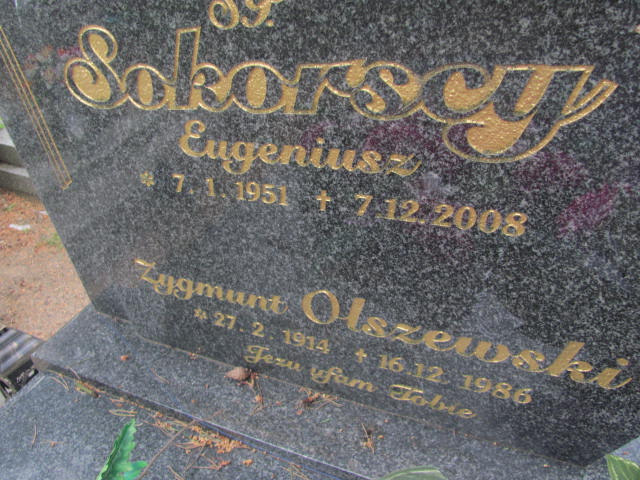 Śp.
Sokorscy
Eugeniusz
* 7.1.1951 + 7.12.2008
Zygmunt Olszewski
* 27.2.1914 + 16.12.1986
Jezu ufam Tobie